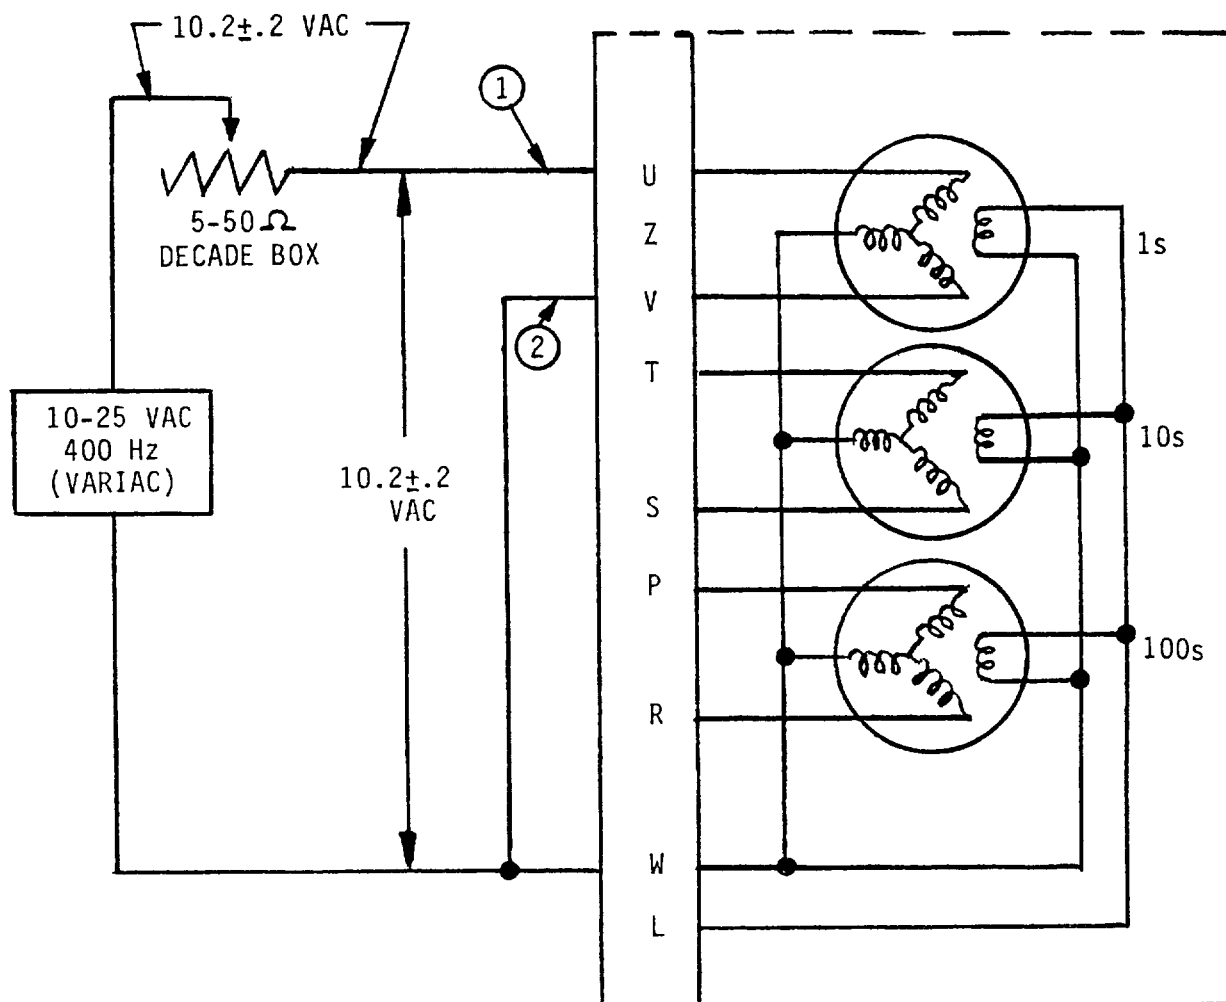 10.2±.2 VAC
1
5-50Ω
DECADE BOX
2
10-25 VAC
400 Hz
(VARIAC)
10.2±.2
VAC
U
Z
V
T
S
P
R
W
L
1s
10s
100s